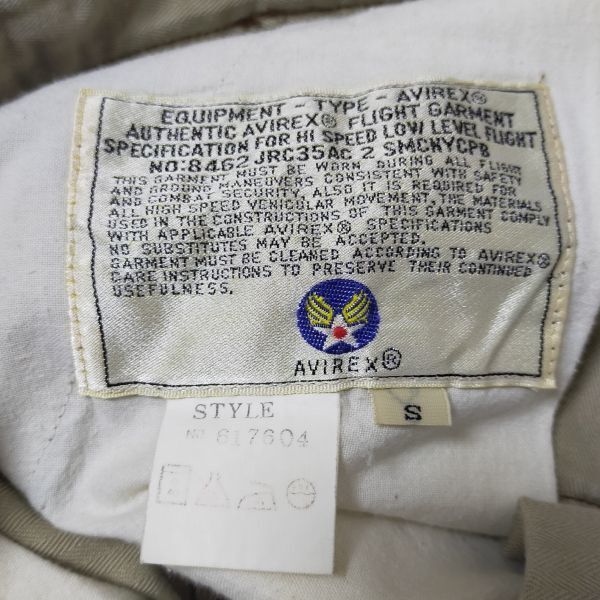 EQUIPMENT - TYPE - AVIREX®
AUTHENTIC AVIREX® FLIGHT GARMENT
SPECIFICATION FOR HI SPEED LOW LEVEL FLIGHT
NO:8462 JRC35AC 2 SMCNYCPB
THIS GARMENT MUST BE WORN DURING ALL FLIGHT
AND GROUND MANEUVERS CONSISTENT WITH SAFETY
AND COMBAT SECURITY ALSO IT IS REQUIRED FOR
ALL HIGH SPEED VENICULAR MOVEMENT. THE MATERIALS
USED IN THE CONSTRUCTIONS OF THIS GARMENT COMPLY
WITH APPLICABLE AVIREX® SPECIFICATIONS
NO SUBSTITUTES MAY BE ACCEPTED.
GARMENT MUST BE CLEANED ACCORDING TO AVIREX®
CARE INSTRUCTIONS TO PRESERVE THEIR CONTINUED
USEFULNESS.
AVIREX®
STYLE
NO. 617604
S